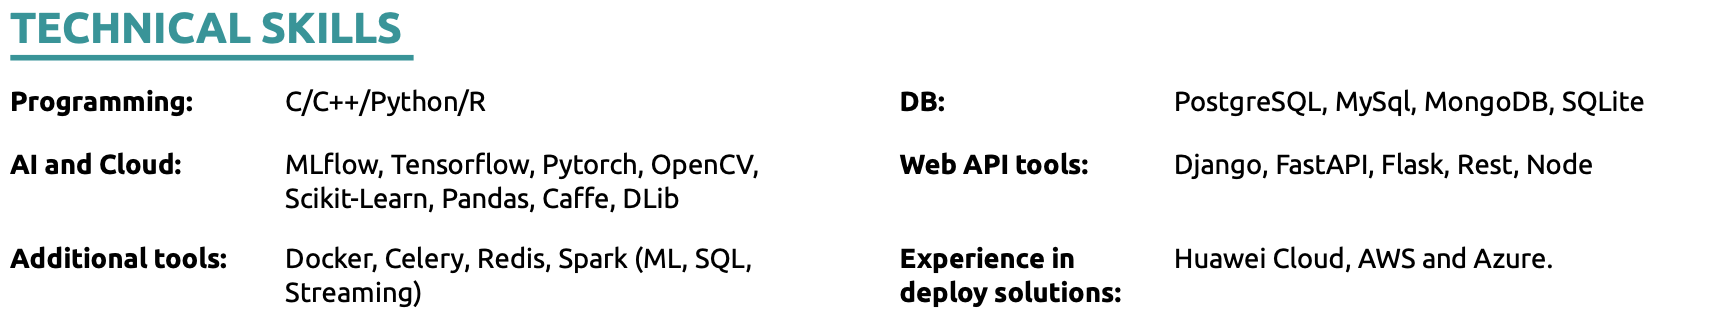 TECHNICAL SKILLS
Programming: C/C++/Python/R DB: PostgreSQL, MySql, MongoDB, SQLite
AI and Cloud: MLflow, Tensorflow, Pytorch, OpenCV, Web API tools: Django, FastAPI, Flask, Rest, Node
Scikit-Learn, Pandas, Caffe, DLib
Additional tools: Docker, Celery, Redis, Spark (ML, SQL, Experience in Huawei Cloud, AWS and Azure.
Streaming) deploy solutions: